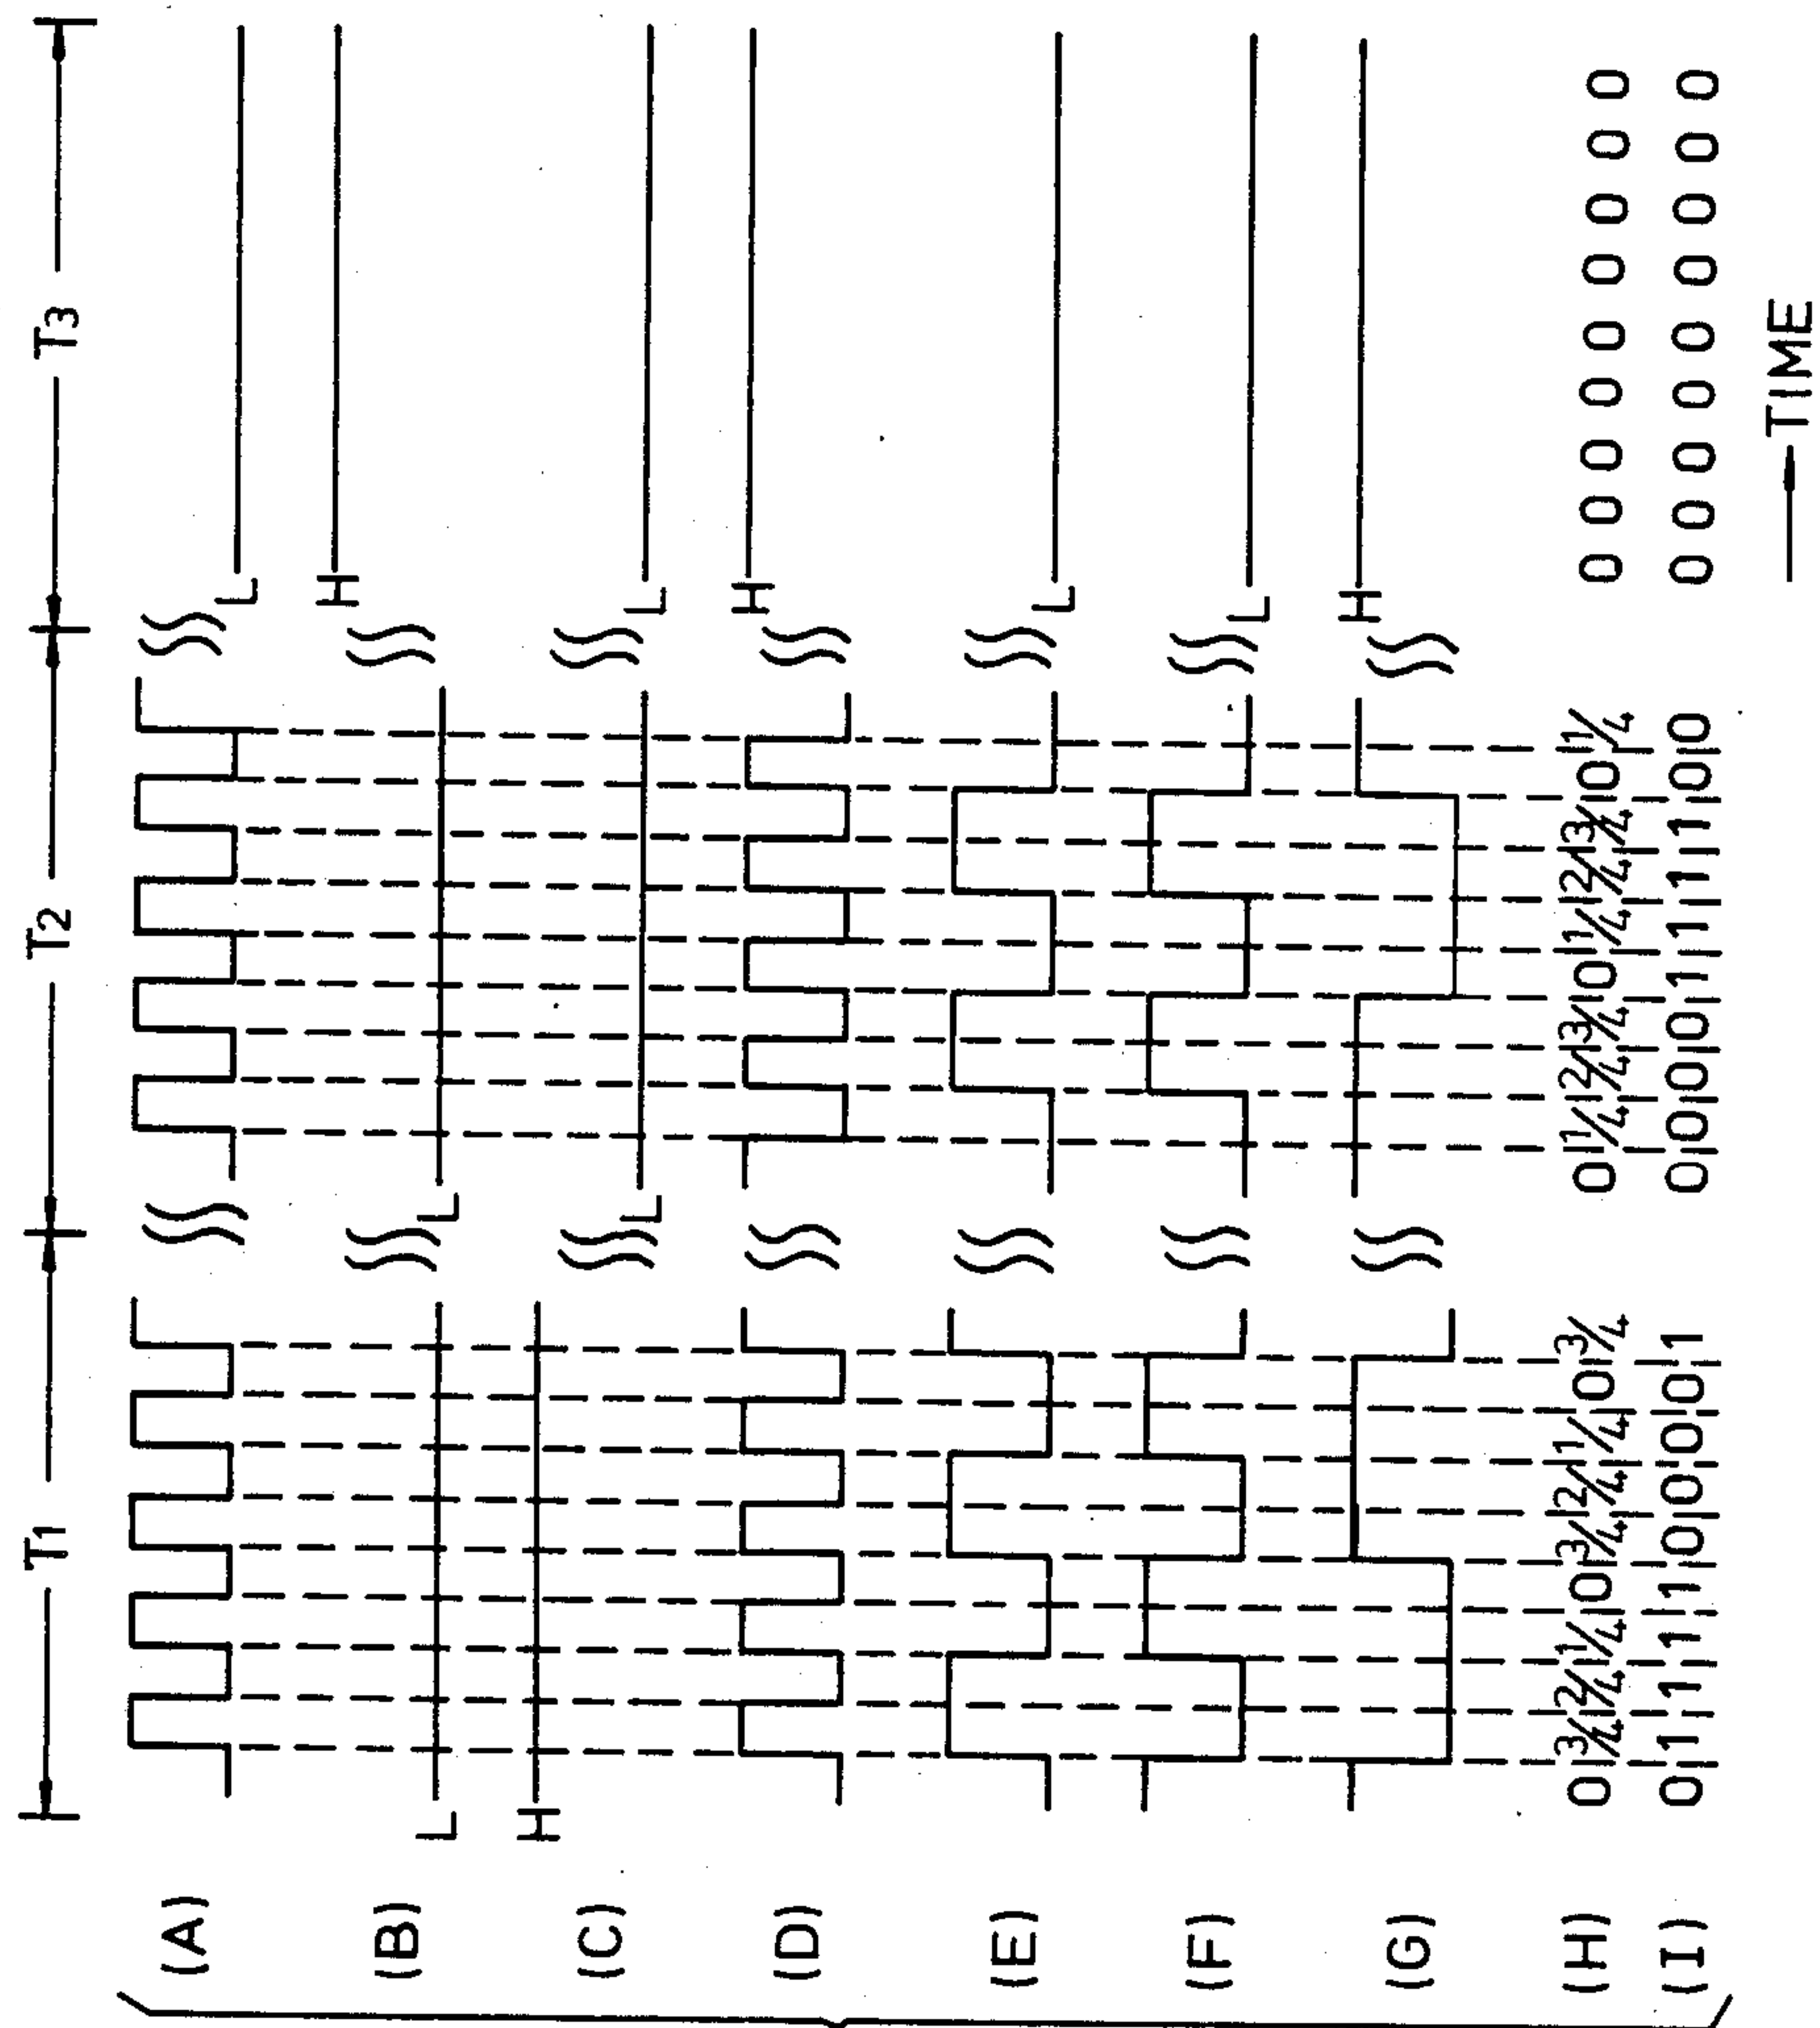 T1 T2 T3
(A) L
(B) L L H
(C) H L L
(D) H
(E) L
(F) L
(G) H
(H) 0 3/4 2/4 1/4 0 3/4 2/4 1/4 0 3/4 0 1/4 2/4 3/4 0 1/4 2/4 3/4 0 1/4 0 0 0 0 0 0 0 0 0
(I) 0 1 1 1 1 0 0 0 0 1 0 0 0 0 1 1 1 1 0 0 0 0 0 0 0 0 0 0 0
TIME